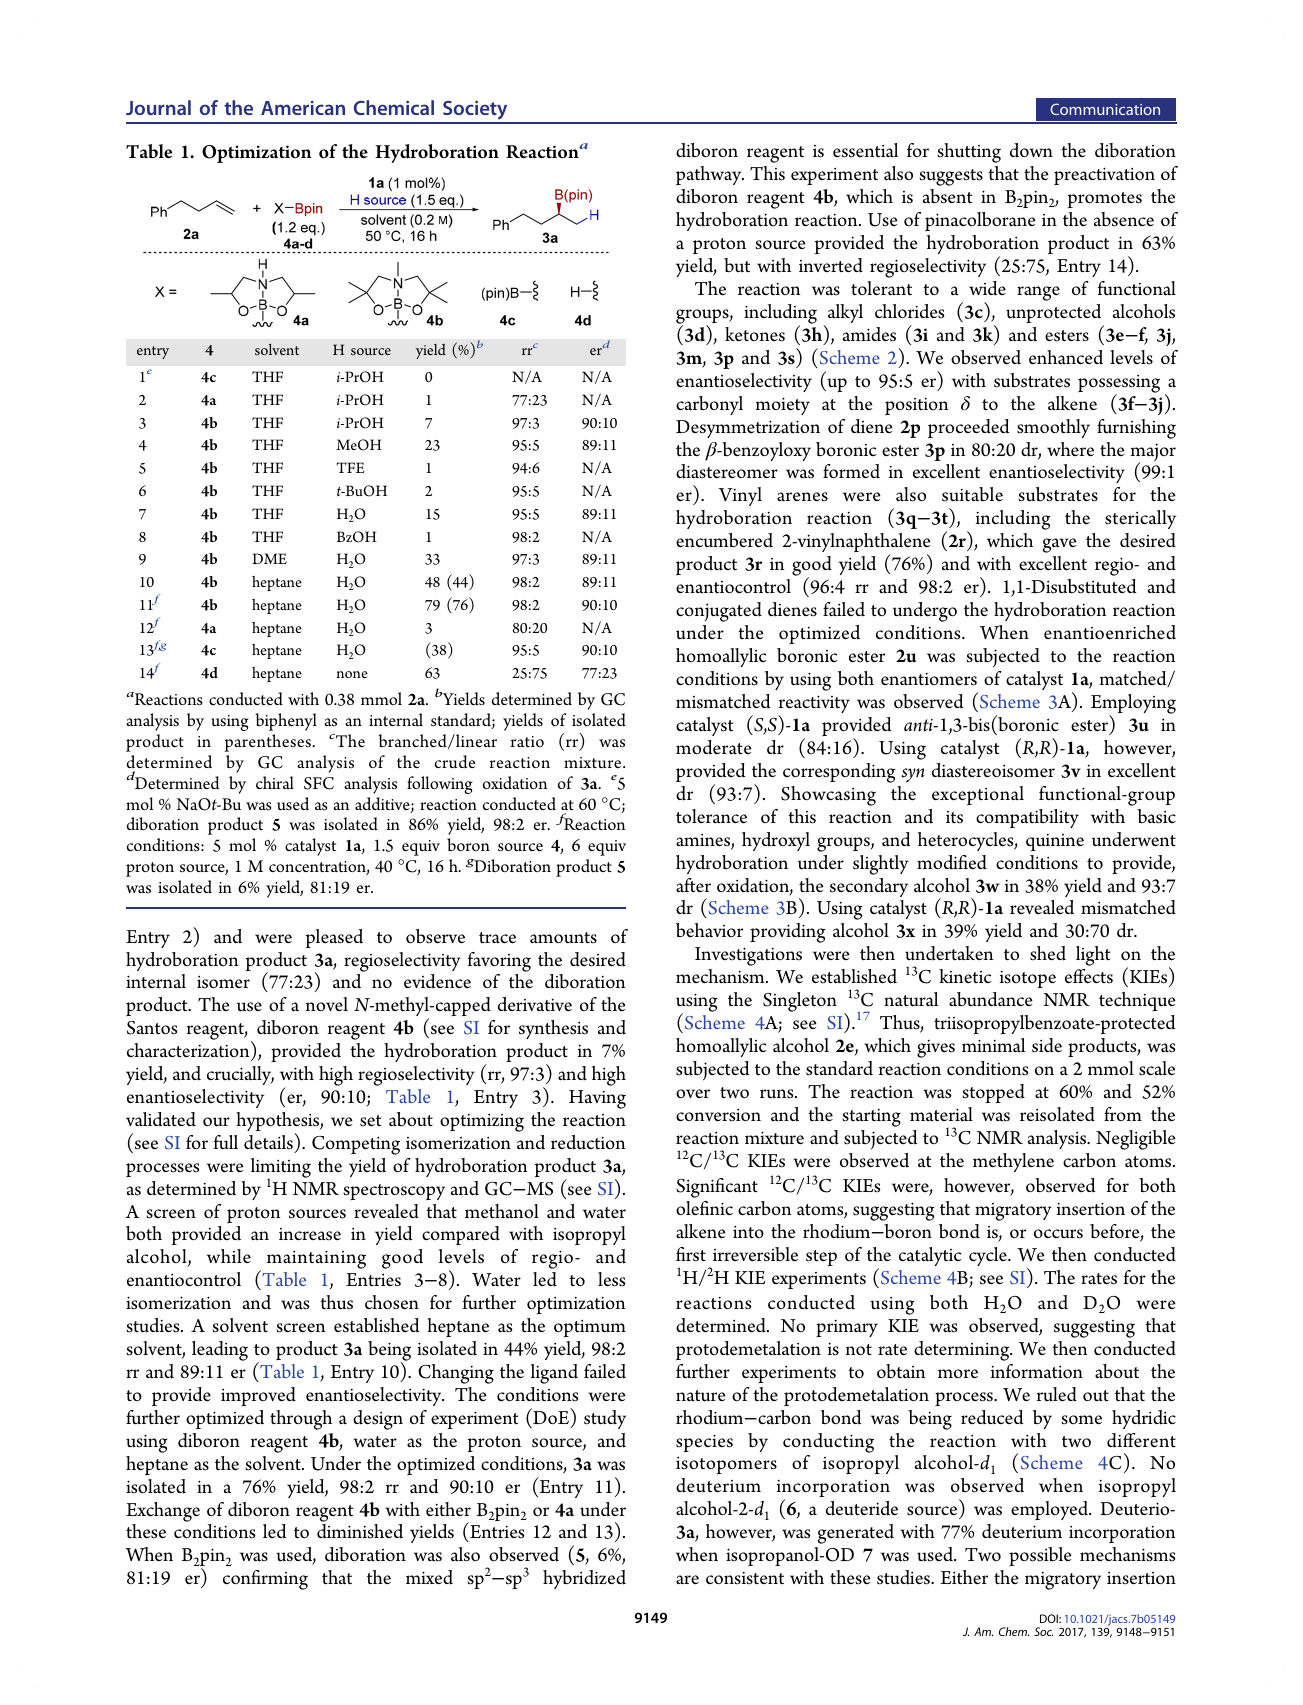 Journal of the American Chemical Society
Communication
Table 1. Optimization of the Hydroboration Reactionᵃ
Ph
2a
+
X−Bpin
(1.2 eq.)
4a-d
1a (1 mol%)
H source (1.5 eq.)
solvent (0.2 M)
50 °C, 16 h
B(pin)
Ph
H
3a
X =
H
N
B
O
O
4a
N
B
O
O
4b
(pin)B
4c
H
4d
entry 4 solvent H source yield (%)ᵇ rrᶜ erᵈ
1ᵉ 4c THF i-PrOH 0 N/A N/A
2 4a THF i-PrOH 1 77:23 N/A
3 4b THF i-PrOH 7 97:3 90:10
4 4b THF MeOH 23 95:5 89:11
5 4b THF TFE 1 94:6 N/A
6 4b THF t-BuOH 2 95:5 N/A
7 4b THF H₂O 15 95:5 89:11
8 4b THF BzOH 1 98:2 N/A
9 4b DME H₂O 33 97:3 89:11
10 4b heptane H₂O 48 (44) 98:2 89:11
11ᶠ 4b heptane H₂O 79 (76) 98:2 90:10
12ᶠ 4a heptane H₂O 3 80:20 N/A
13ᶠ,ᵍ 4c heptane H₂O (38) 95:5 90:10
14ᶠ 4d heptane none 63 25:75 77:23
ᵃReactions conducted with 0.38 mmol 2a. ᵇYields determined by GC
analysis by using biphenyl as an internal standard; yields of isolated
product in parentheses. ᶜThe branched/linear ratio (rr) was
determined by GC analysis of the crude reaction mixture.
ᵈDetermined by chiral SFC analysis following oxidation of 3a. ᵉ5
mol % NaOt-Bu was used as an additive; reaction conducted at 60 °C;
diboration product 5 was isolated in 86% yield, 98:2 er. ᶠReaction
conditions: 5 mol % catalyst 1a, 1.5 equiv boron source 4, 6 equiv
proton source, 1 M concentration, 40 °C, 16 h. ᵍDiboration product 5
was isolated in 6% yield, 81:19 er.
Entry 2) and were pleased to observe trace amounts of
hydroboration product 3a, regioselectivity favoring the desired
internal isomer (77:23) and no evidence of the diboration
product. The use of a novel N-methyl-capped derivative of the
Santos reagent, diboron reagent 4b (see SI for synthesis and
characterization), provided the hydroboration product in 7%
yield, and crucially, with high regioselectivity (rr, 97:3) and high
enantioselectivity (er, 90:10; Table 1, Entry 3). Having
validated our hypothesis, we set about optimizing the reaction
(see SI for full details). Competing isomerization and reduction
processes were limiting the yield of hydroboration product 3a,
as determined by ¹H NMR spectroscopy and GC−MS (see SI).
A screen of proton sources revealed that methanol and water
both provided an increase in yield compared with isopropyl
alcohol, while maintaining good levels of regio- and
enantiocontrol (Table 1, Entries 3−8). Water led to less
isomerization and was thus chosen for further optimization
studies. A solvent screen established heptane as the optimum
solvent, leading to product 3a being isolated in 44% yield, 98:2
rr and 89:11 er (Table 1, Entry 10). Changing the ligand failed
to provide improved enantioselectivity. The conditions were
further optimized through a design of experiment (DoE) study
using diboron reagent 4b, water as the proton source, and
heptane as the solvent. Under the optimized conditions, 3a was
isolated in a 76% yield, 98:2 rr and 90:10 er (Entry 11).
Exchange of diboron reagent 4b with either B₂pin₂ or 4a under
these conditions led to diminished yields (Entries 12 and 13).
When B₂pin₂ was used, diboration was also observed (5, 6%,
81:19 er) confirming that the mixed sp²−sp³ hybridized
diboron reagent is essential for shutting down the diboration
pathway. This experiment also suggests that the preactivation of
diboron reagent 4b, which is absent in B₂pin₂, promotes the
hydroboration reaction. Use of pinacolborane in the absence of
a proton source provided the hydroboration product in 63%
yield, but with inverted regioselectivity (25:75, Entry 14).
The reaction was tolerant to a wide range of functional
groups, including alkyl chlorides (3c), unprotected alcohols
(3d), ketones (3h), amides (3i and 3k) and esters (3e−f, 3j,
3m, 3p and 3s) (Scheme 2). We observed enhanced levels of
enantioselectivity (up to 95:5 er) with substrates possessing a
carbonyl moiety at the position δ to the alkene (3f−3j).
Desymmetrization of diene 2p proceeded smoothly furnishing
the β-benzoyloxy boronic ester 3p in 80:20 dr, where the major
diastereomer was formed in excellent enantioselectivity (99:1
er). Vinyl arenes were also suitable substrates for the
hydroboration reaction (3q−3t), including the sterically
encumbered 2-vinylnaphthalene (2r), which gave the desired
product 3r in good yield (76%) and with excellent regio- and
enantiocontrol (96:4 rr and 98:2 er). 1,1-Disubstituted and
conjugated dienes failed to undergo the hydroboration reaction
under the optimized conditions. When enantioenriched
homoallylic boronic ester 2u was subjected to the reaction
conditions by using both enantiomers of catalyst 1a, matched/
mismatched reactivity was observed (Scheme 3A). Employing
catalyst (S,S)-1a provided anti-1,3-bis(boronic ester) 3u in
moderate dr (84:16). Using catalyst (R,R)-1a, however,
provided the corresponding syn diastereoisomer 3v in excellent
dr (93:7). Showcasing the exceptional functional-group
tolerance of this reaction and its compatibility with basic
amines, hydroxyl groups, and heterocycles, quinine underwent
hydroboration under slightly modified conditions to provide,
after oxidation, the secondary alcohol 3w in 38% yield and 93:7
dr (Scheme 3B). Using catalyst (R,R)-1a revealed mismatched
behavior providing alcohol 3x in 39% yield and 30:70 dr.
Investigations were then undertaken to shed light on the
mechanism. We established ¹³C kinetic isotope effects (KIEs)
using the Singleton ¹³C natural abundance NMR technique
(Scheme 4A; see SI).¹⁷ Thus, triisopropylbenzoate-protected
homoallylic alcohol 2e, which gives minimal side products, was
subjected to the standard reaction conditions on a 2 mmol scale
over two runs. The reaction was stopped at 60% and 52%
conversion and the starting material was reisolated from the
reaction mixture and subjected to ¹³C NMR analysis. Negligible
¹²C/¹³C KIEs were observed at the methylene carbon atoms.
Significant ¹²C/¹³C KIEs were, however, observed for both
olefinic carbon atoms, suggesting that migratory insertion of the
alkene into the rhodium−boron bond is, or occurs before, the
first irreversible step of the catalytic cycle. We then conducted
¹H/²H KIE experiments (Scheme 4B; see SI). The rates for the
reactions conducted using both H₂O and D₂O were
determined. No primary KIE was observed, suggesting that
protodemetalation is not rate determining. We then conducted
further experiments to obtain more information about the
nature of the protodemetalation process. We ruled out that the
rhodium−carbon bond was being reduced by some hydridic
species by conducting the reaction with two different
isotopomers of isopropyl alcohol-d₁ (Scheme 4C). No
deuterium incorporation was observed when isopropyl
alcohol-2-d₁ (6, a deuteride source) was employed. Deuterio-
3a, however, was generated with 77% deuterium incorporation
when isopropanol-OD 7 was used. Two possible mechanisms
are consistent with these studies. Either the migratory insertion
9149
DOI: 10.1021/jacs.7b05149
J. Am. Chem. Soc. 2017, 139, 9148−9151